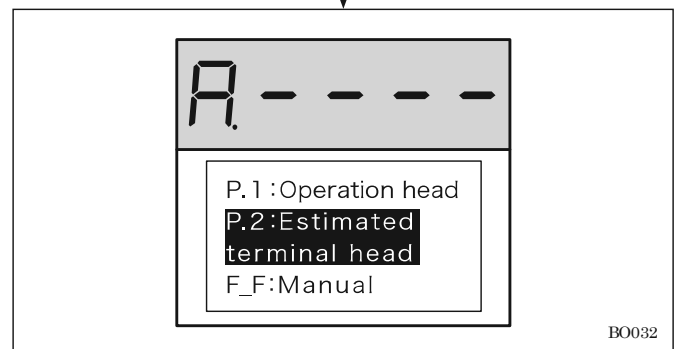 A.----
P.1:Operation head
P.2:Estimated
terminal head
F_F:Manual
BO032